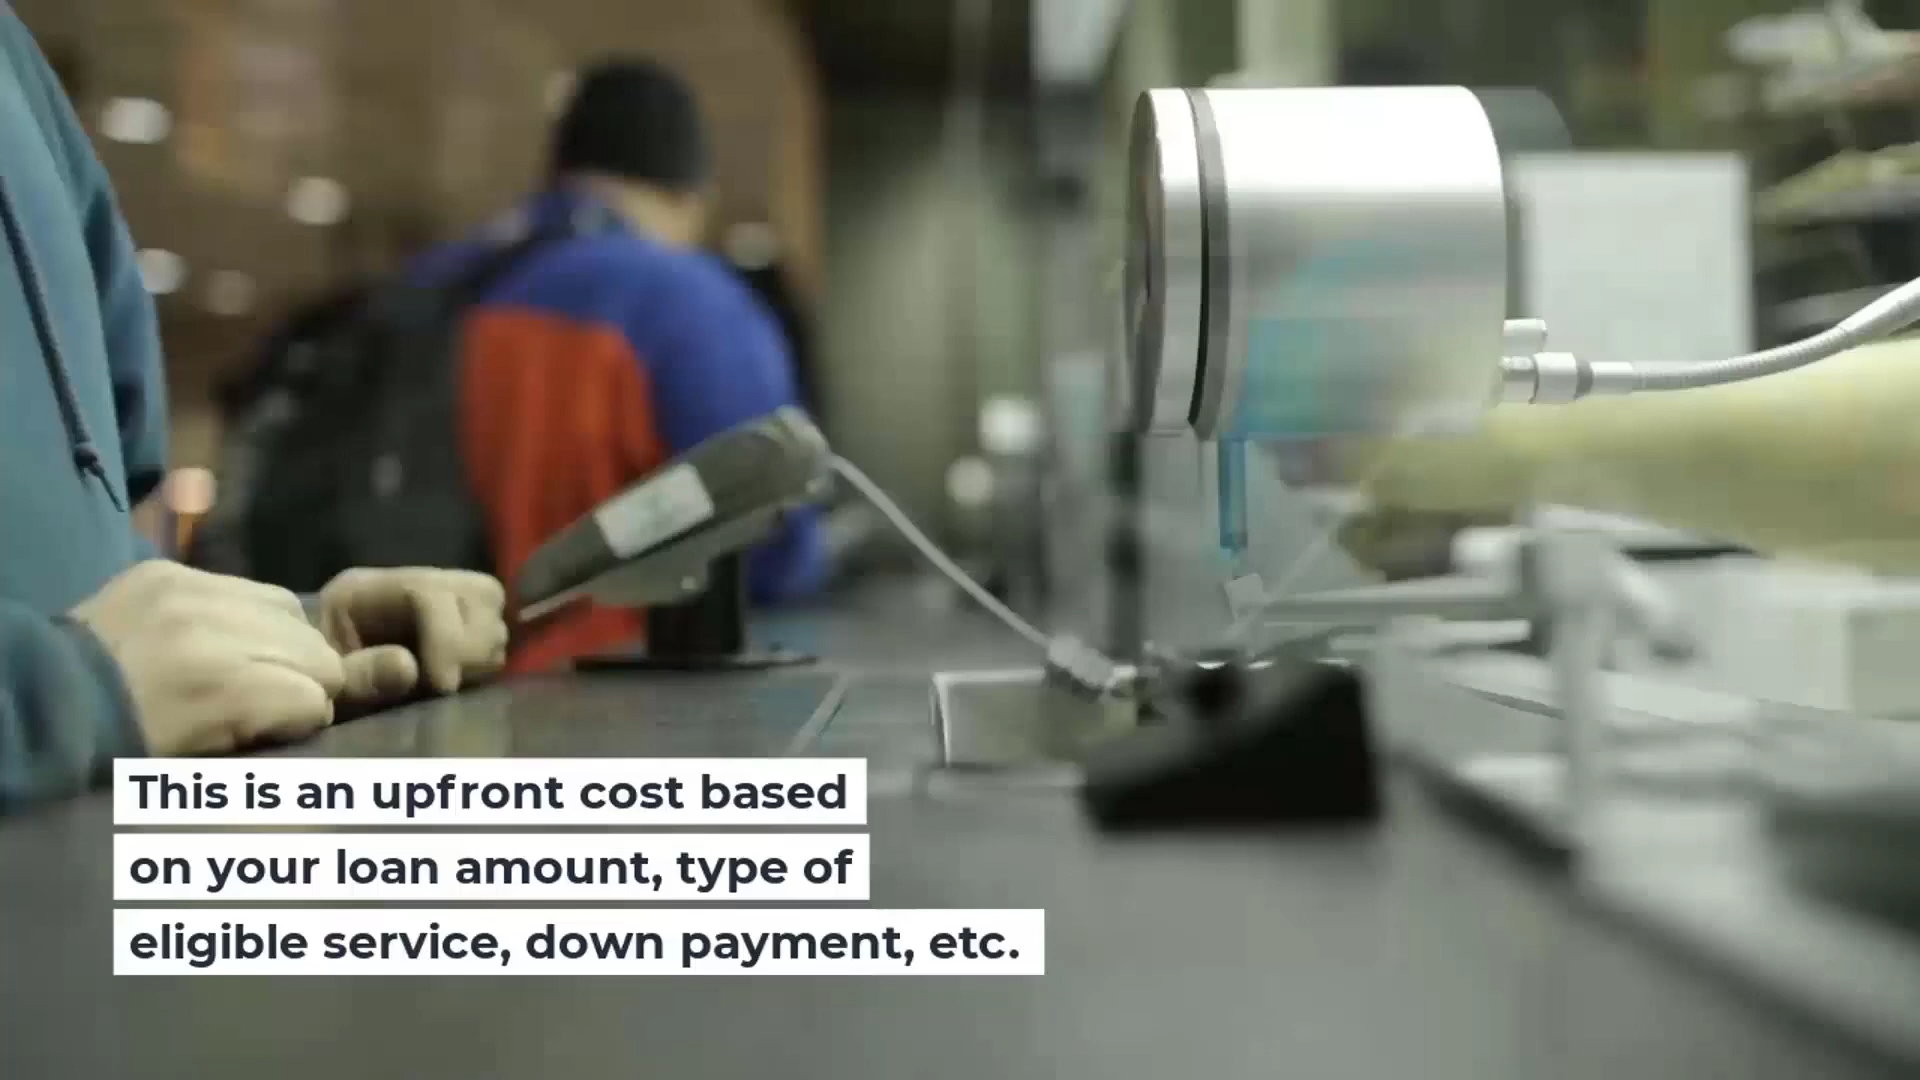 This is an upfront cost based
on your loan amount, type of
eligible service, down payment, etc.